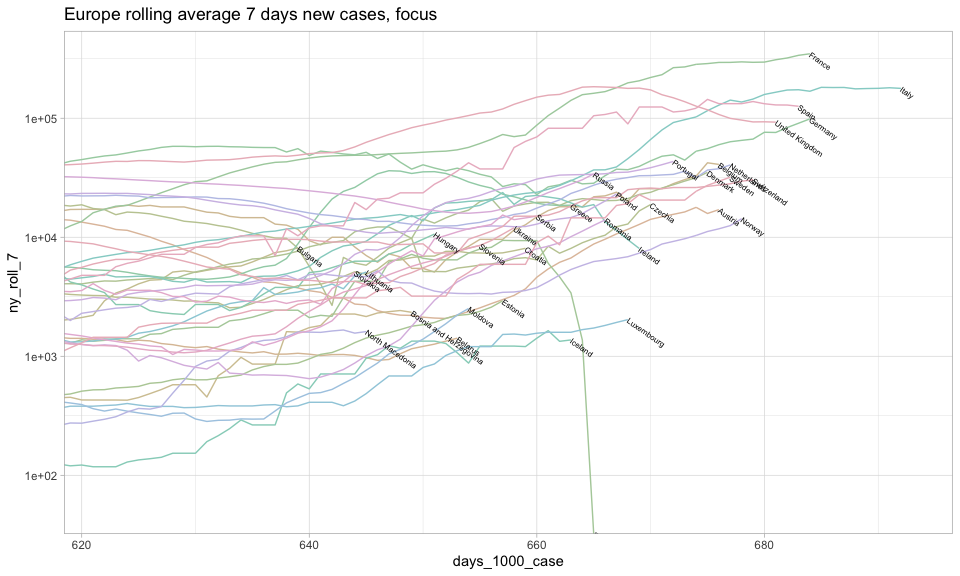 Europe rolling average 7 days new cases, focus
ny_roll_7
1e+05
1e+04
1e+03
1e+02
France
Italy
Spain
Germany
United Kingdom
Portugal
Belgium
Netherlands
Switzerland
Denmark
Sweden
Russia
Poland
Greece
Czechy
Austria
Norway
Serbia
Romania
Ukraine
Hungary
Slovenia
Croatia
Ireland
Bulgaria
Slovakia
Lithuania
Estonia
Moldova
Bosnia and Herzegovina
Belarus
North Macedonia
Iceland
Luxembourg
620
640
660
680
days_1000_case